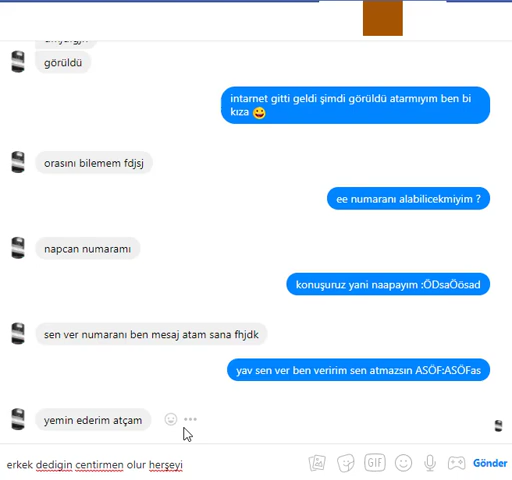 görüldü
intarnet gitti geldi şimdi görüldü atarmıyım ben bi
kıza 😂
orasını bilemem fdjsj
ee numaranı alabilicekmiyim ?
napcan numaramı
konuşuruz yani naapayım :ÖDsaÖösad
sen ver numaranı ben mesaj atam sana fhjdk
yav sen ver ben veririm sen atmazsın ASÖF:ASÖFas
yemin ederim atçam
erkek dedigin centirmen olur herşeyi
GIF
Gönder